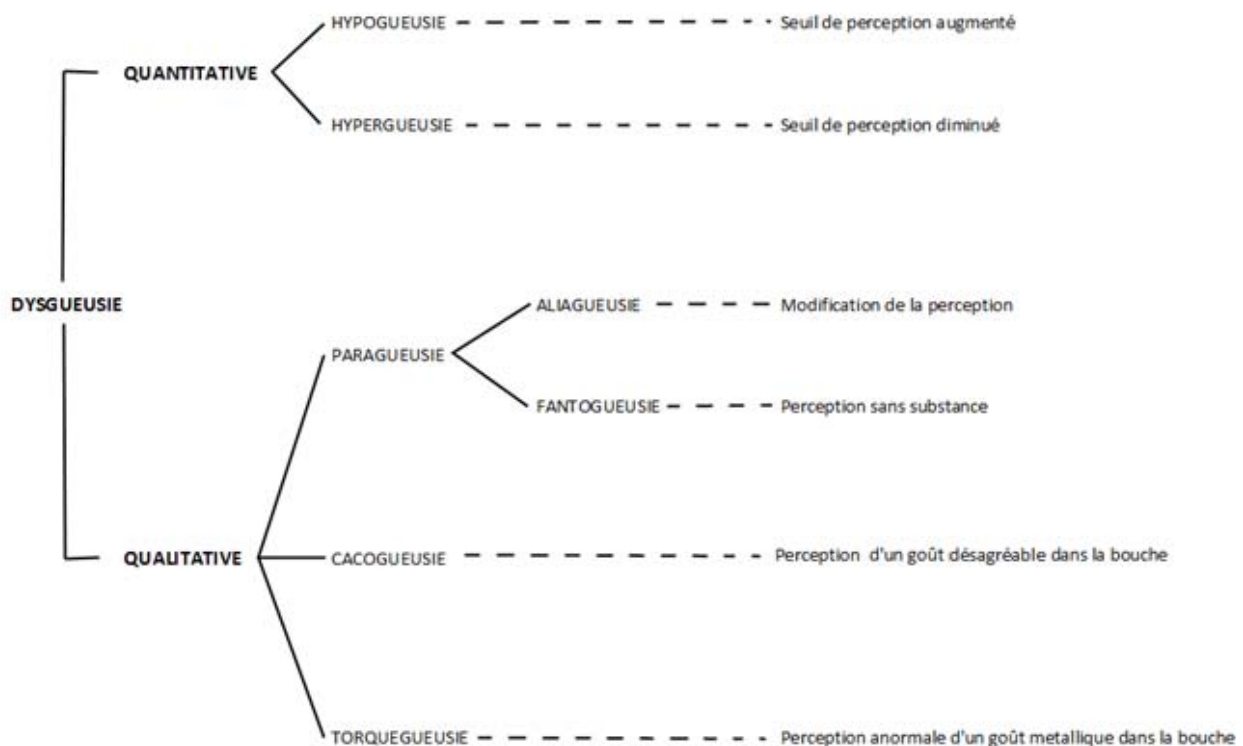 HYPOGUEUSIE Seuil de perception augmenté
QUANTITATIVE
HYPERGUEUSIE Seuil de perception diminué
DYSGUEUSIE
ALIAGUEUSIE Modification de la perception
PARAGUEUSIE
FANTOGUEUSIE Perception sans substance
QUALITATIVE
CACOGUEUSIE Perception d'un goût désagréable dans la bouche
TORQUEGUEUSIE Perception anormale d'un goût metallique dans la bouche